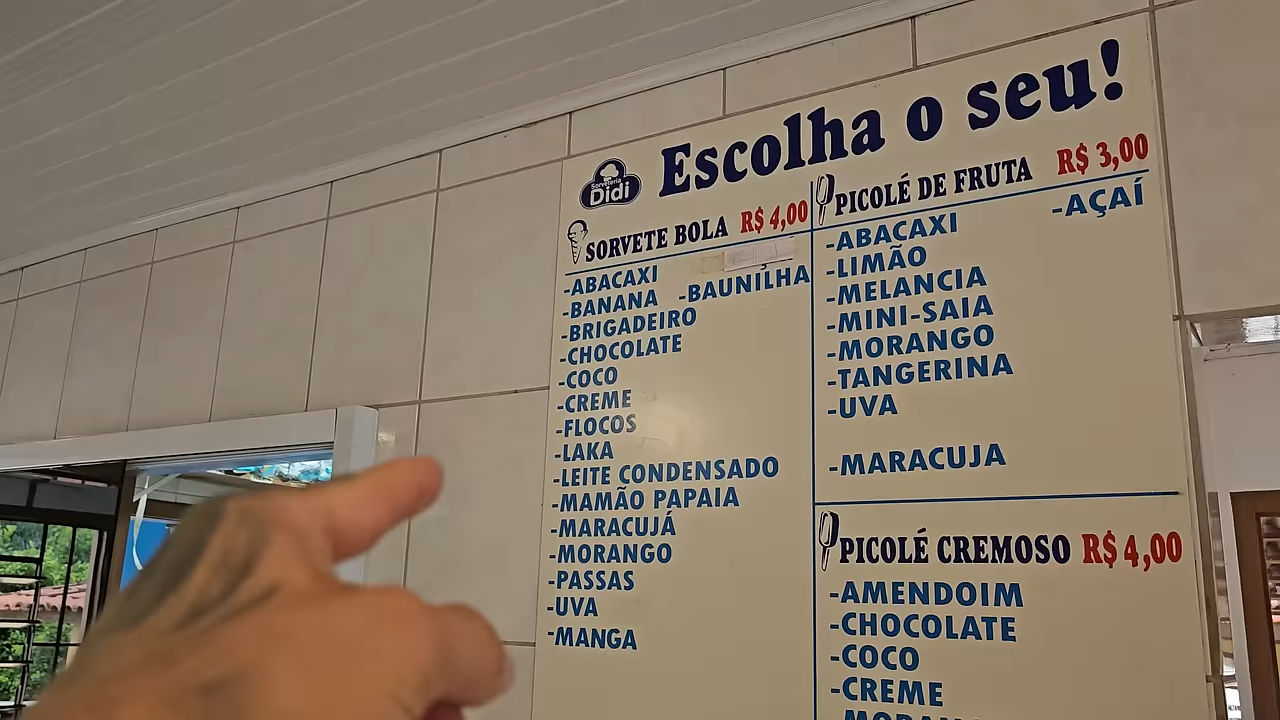 Escolha o seu!
Sorveteria
Didi
SORVETE BOLA R$ 4,00
-ABACAXI
-BANANA -BAUNILHA
-BRIGADEIRO
-CHOCOLATE
-COCO
-CREME
-FLOCOS
-LAKA
-LEITE CONDENSADO
-MAMÃO PAPAIA
-MARACUJÁ
-MORANGO
-PASSAS
-UVA
-MANGA
PICOLÉ DE FRUTA R$ 3,00
-ABACAXI -AÇAÍ
-LIMÃO
-MELANCIA
-MINI-SAIA
-MORANGO
-TANGERINA
-UVA
-MARACUJA
PICOLÉ CREMOSO R$ 4,00
-AMENDOIM
-CHOCOLATE
-COCO
-CREME